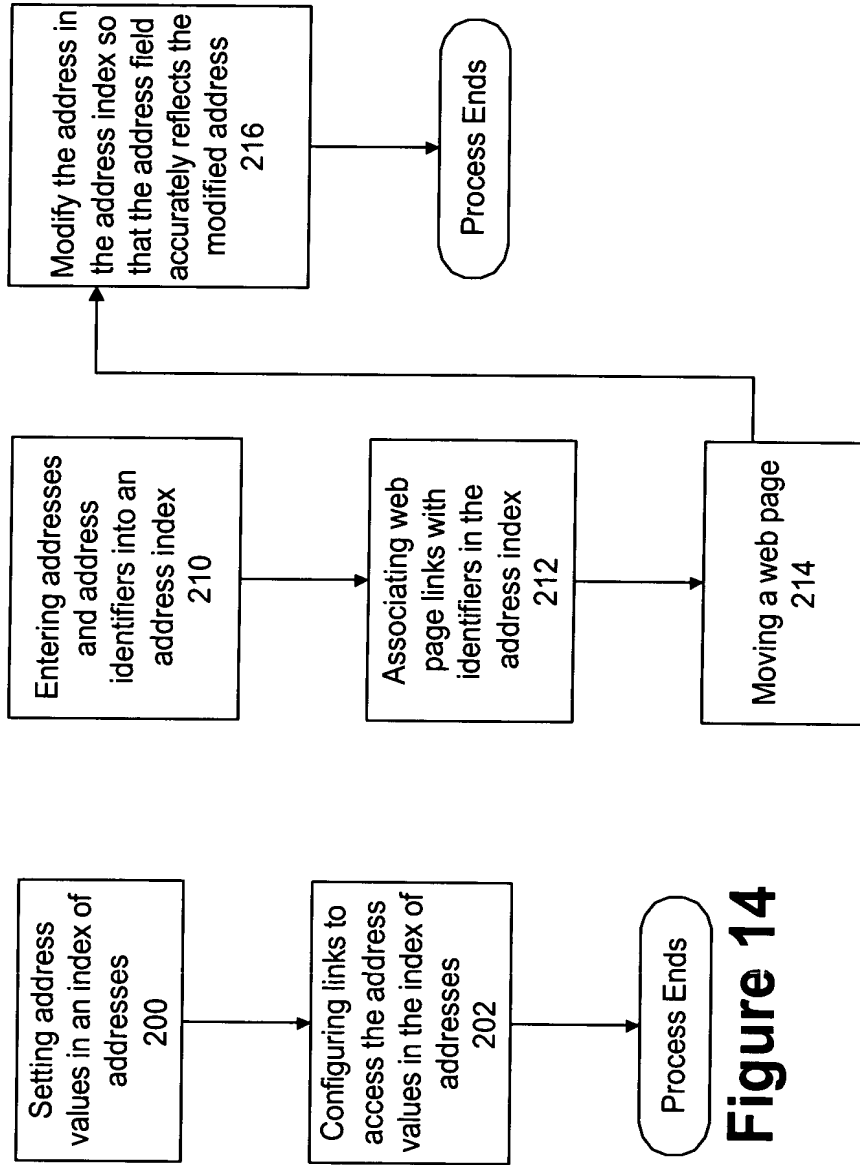 Setting address
values in an index of
addresses
200
Configuring links to
access the address
values in the index of
addresses
202
Process Ends
Figure 14
Entering addresses
and address
identifiers into an
address index
210
Associating web
page links with
identifiers in the
address index
212
Moving a web page
214
Modify the address in
the address index so
that the address field
accurately reflects the
modified address
216
Process Ends